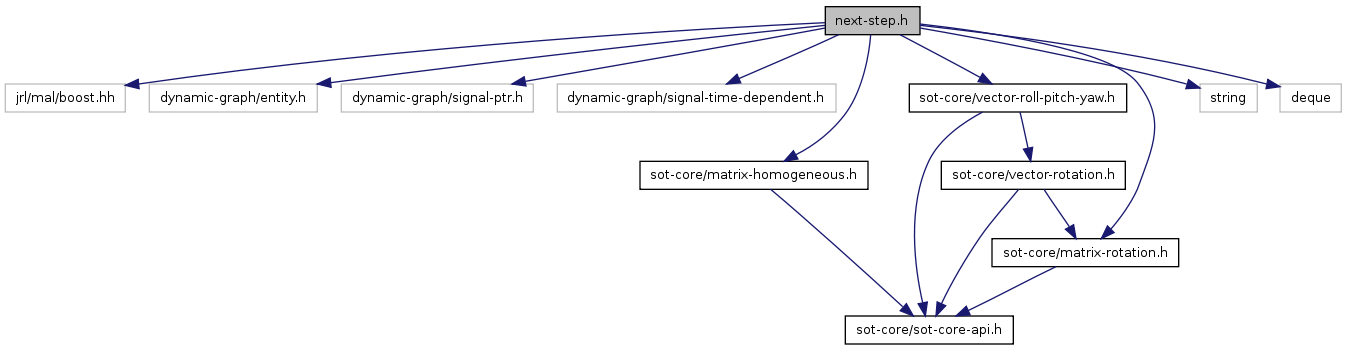 next-step.h
jrl/mal/boost.hh
dynamic-graph/entity.h
dynamic-graph/signal-ptr.h
dynamic-graph/signal-time-dependent.h
sot-core/vector-roll-pitch-yaw.h
string
deque
sot-core/matrix-homogeneous.h
sot-core/vector-rotation.h
sot-core/matrix-rotation.h
sot-core/sot-core-api.h